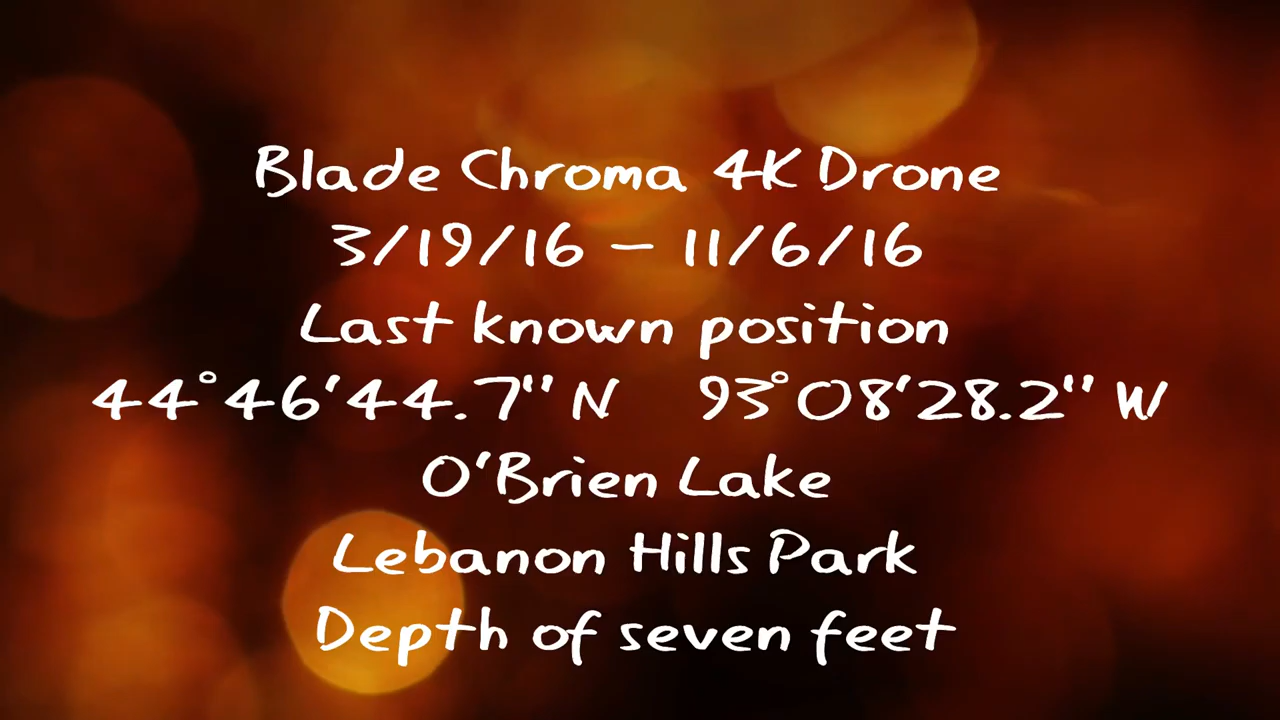 Blade Chroma 4K Drone
3/19/16 – 11/6/16
Last known position
44°46'44.7" N 93°08'28.2" W
O'Brien Lake
Lebanon Hills Park
Depth of seven feet